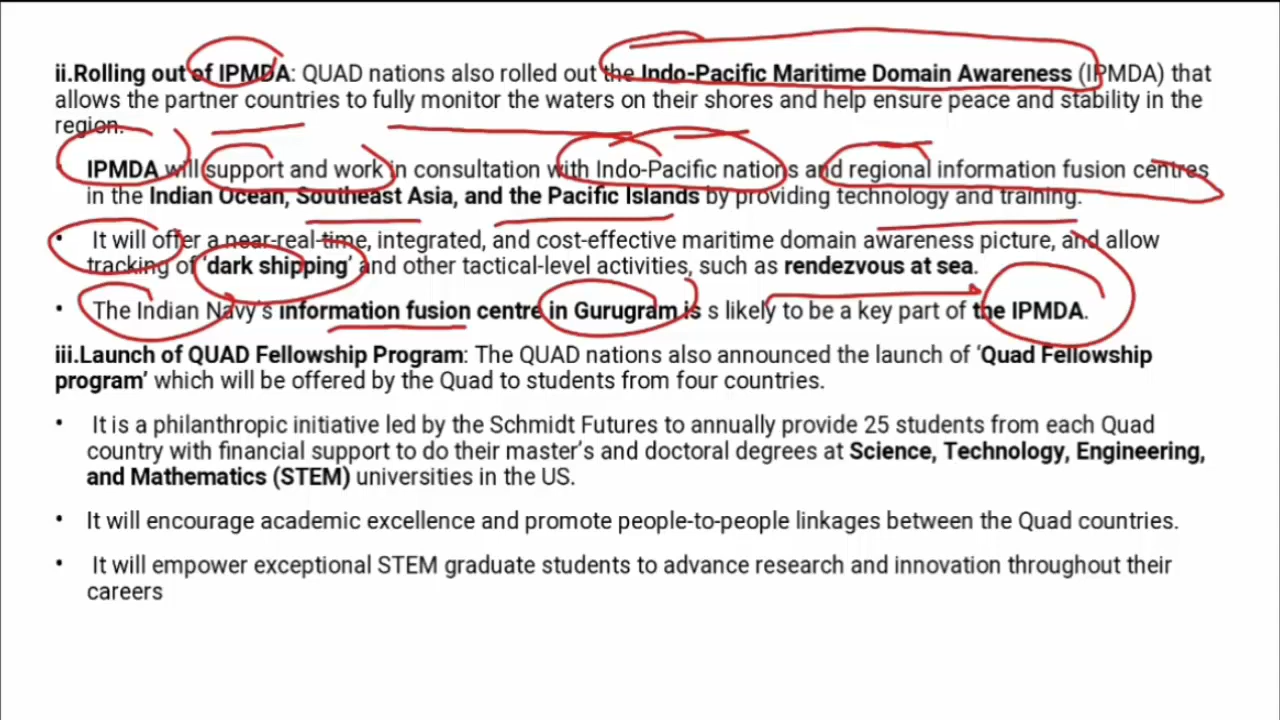 ii.Rolling out of IPMDA: QUAD nations also rolled out the Indo-Pacific Maritime Domain Awareness (IPMDA) that
allows the partner countries to fully monitor the waters on their shores and help ensure peace and stability in the
region.
IPMDA will support and work in consultation with Indo-Pacific nations and regional information fusion centres
in the Indian Ocean, Southeast Asia, and the Pacific Islands by providing technology and training.
• It will offer a near-real-time, integrated, and cost-effective maritime domain awareness picture, and allow
tracking of 'dark shipping' and other tactical-level activities, such as rendezvous at sea.
• The Indian Navy's information fusion centre in Gurugram is s likely to be a key part of the IPMDA.
iii.Launch of QUAD Fellowship Program: The QUAD nations also announced the launch of ‘Quad Fellowship
program’ which will be offered by the Quad to students from four countries.
• It is a philanthropic initiative led by the Schmidt Futures to annually provide 25 students from each Quad
country with financial support to do their master’s and doctoral degrees at Science, Technology, Engineering,
and Mathematics (STEM) universities in the US.
• It will encourage academic excellence and promote people-to-people linkages between the Quad countries.
• It will empower exceptional STEM graduate students to advance research and innovation throughout their
careers